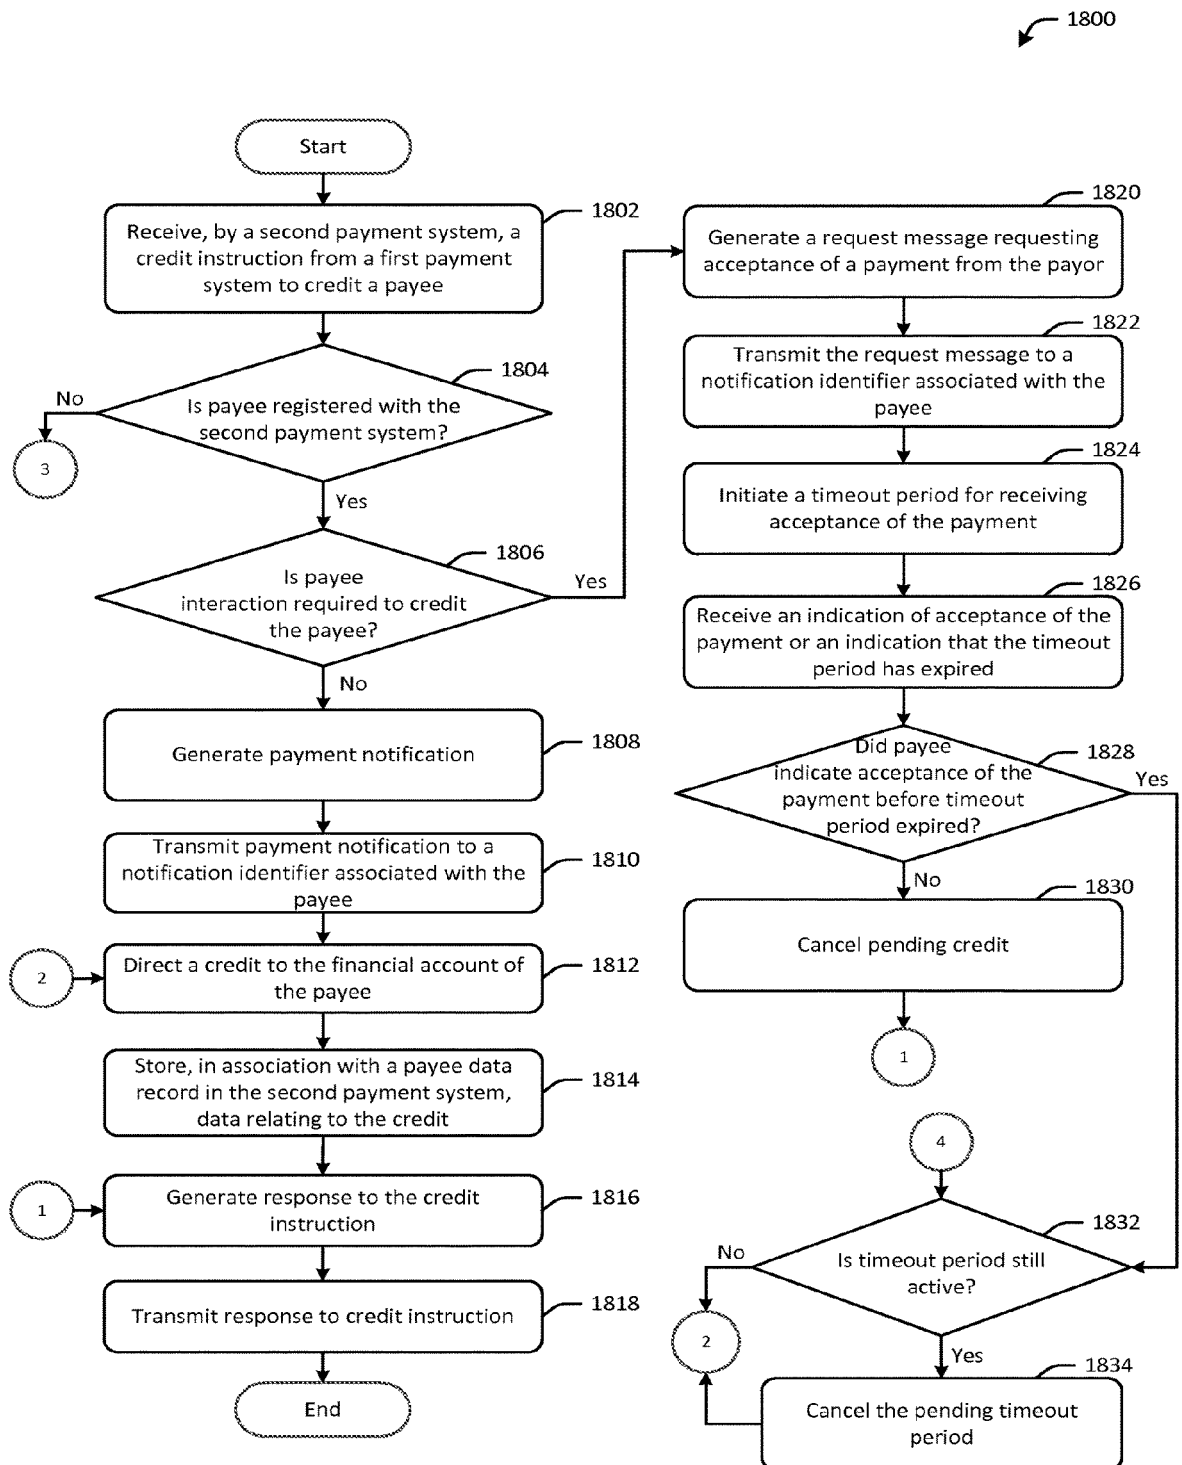 1800
Start
1802
Receive, by a second payment system, a
credit instruction from a first payment
system to credit a payee
1804
Is payee registered with the
second payment system?
No
3
Yes
1806
Is payee
interaction required to credit
the payee?
Yes
No
1808
Generate payment notification
1810
Transmit payment notification to a
notification identifier associated with the
payee
2
1812
Direct a credit to the financial account of
the payee
1814
Store, in association with a payee data
record in the second payment system,
data relating to the credit
1
1816
Generate response to the credit
instruction
1818
Transmit response to credit instruction
End
1820
Generate a request message requesting
acceptance of a payment from the payor
1822
Transmit the request message to a
notification identifier associated with the
payee
1824
Initiate a timeout period for receiving
acceptance of the payment
1826
Receive an indication of acceptance of the
payment or an indication that the timeout
period has expired
1828
Did payee
indicate acceptance of the
payment before timeout
period expired?
Yes
No
1830
Cancel pending credit
1
4
1832
Is timeout period still
active?
No
2
Yes
1834
Cancel the pending timeout
period